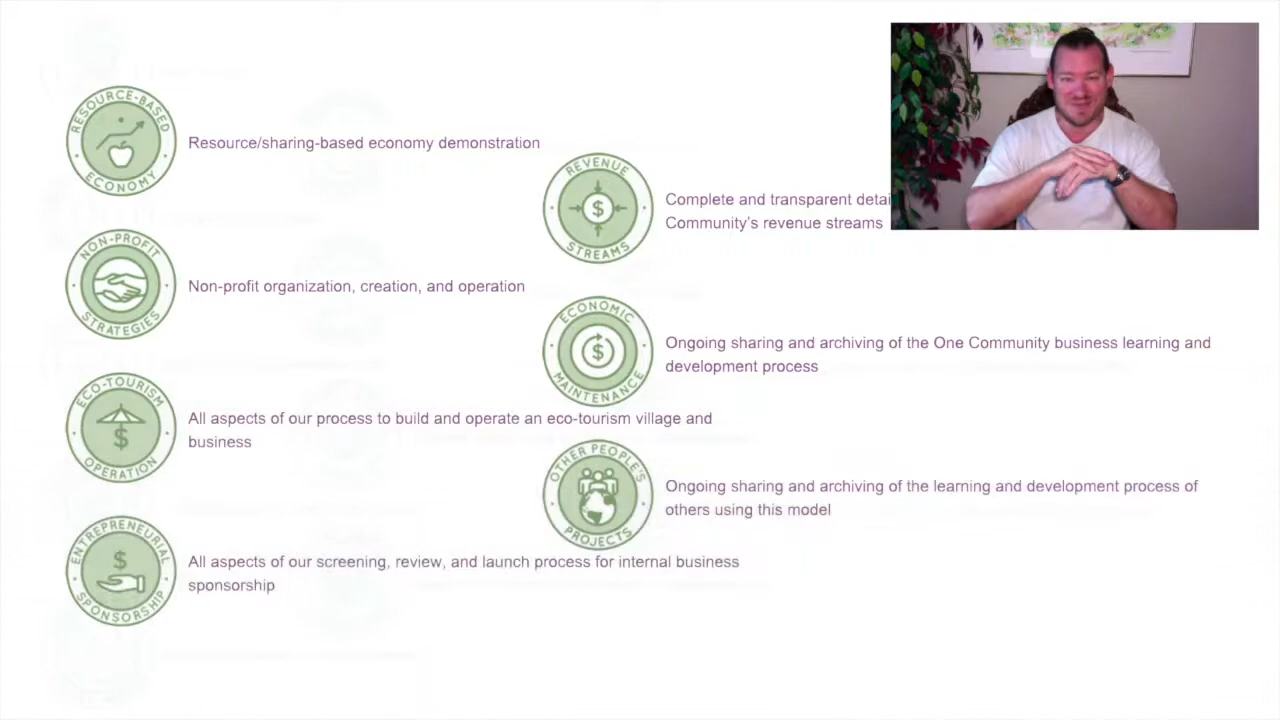 RESOURCE-BASED
ECONOMY
Resource/sharing-based economy demonstration
NON-PROFIT
STRATEGIES
Non-profit organization, creation, and operation
ECO-TOURISM
$
OPERATION
All aspects of our process to build and operate an eco-tourism village and
business
ENTREPRENEURIAL
$
SPONSORSHIP
All aspects of our screening, review, and launch process for internal business
sponsorship
REVENUE
$
STREAMS
Complete and transparent
Community's revenue streams
ECONOMIC
$
MAINTENANCE
Ongoing sharing and archiving of the One Community business learning and
development process
OTHER PEOPLE'S
PROJECTS
Ongoing sharing and archiving of the learning and development process of
others using this model